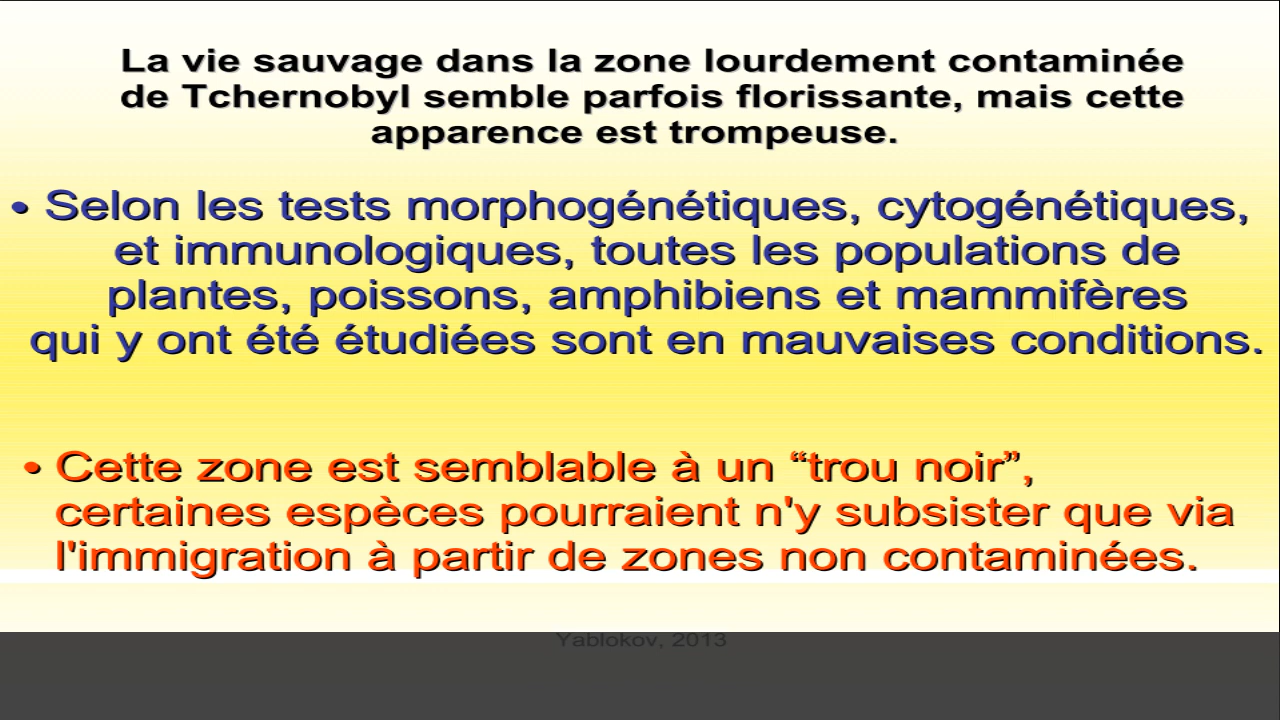 La vie sauvage dans la zone lourdement contaminée
de Tchernobyl semble parfois florissante, mais cette
apparence est trompeuse.
• Selon les tests morphogénétiques, cytogénétiques,
et immunologiques, toutes les populations de
plantes, poissons, amphibiens et mammifères
qui y ont été étudiées sont en mauvaises conditions.
• Cette zone est semblable à un “trou noir”,
certaines espèces pourraient n'y subsister que via
l'immigration à partir de zones non contaminées.
Yablokov, 2013